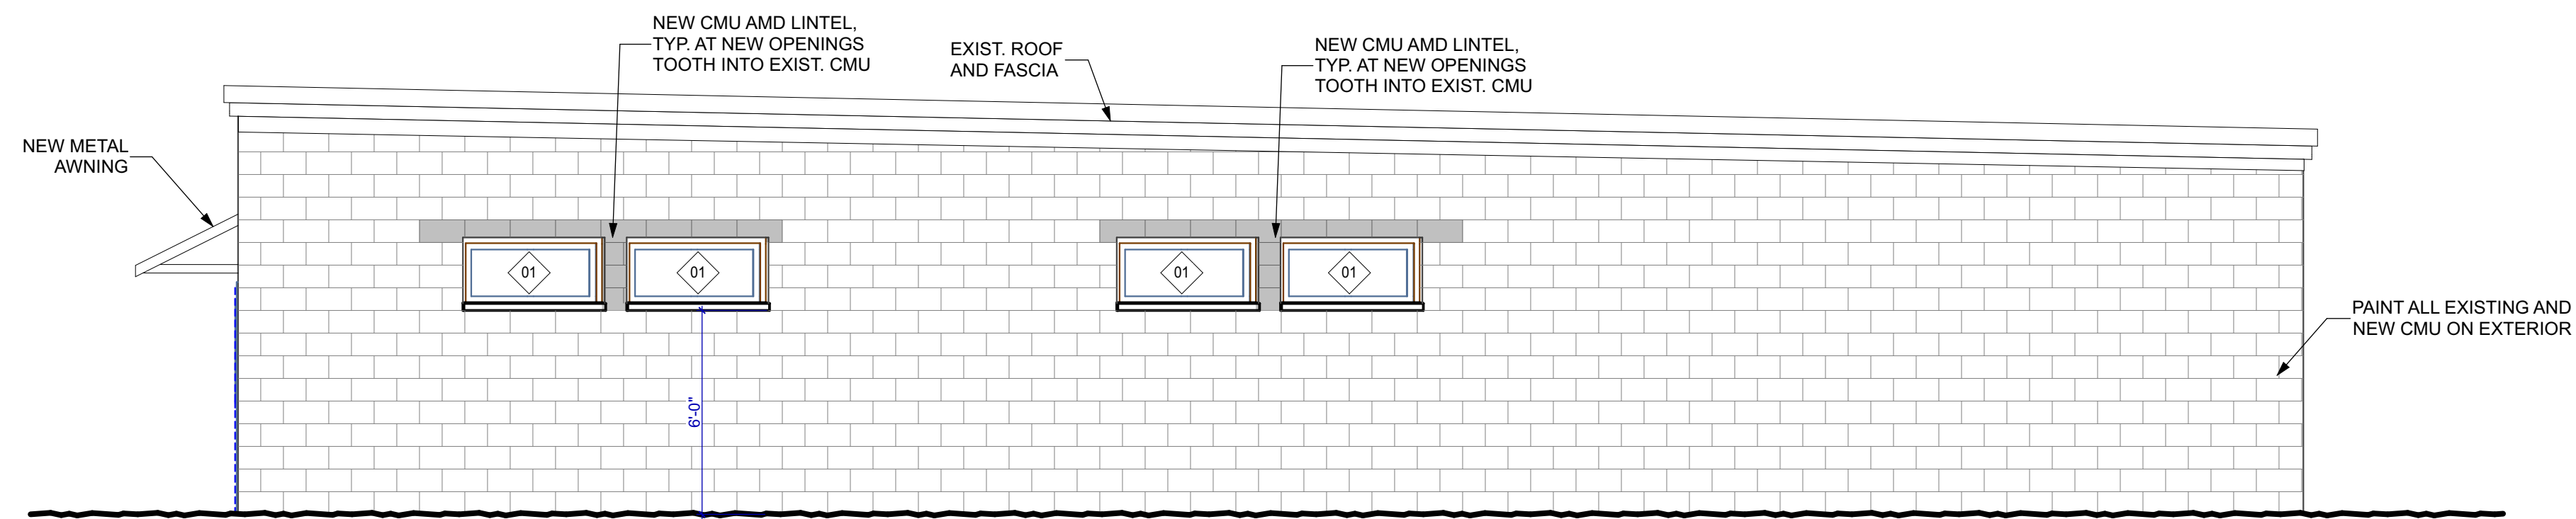 NEW CMU AMD LINTEL,
TYP. AT NEW OPENINGS
TOOTH INTO EXIST. CMU
EXIST. ROOF
AND FASCIA
NEW CMU AMD LINTEL,
TYP. AT NEW OPENINGS
TOOTH INTO EXIST. CMU
NEW METAL
AWNING
01
01
01
01
PAINT ALL EXISTING AND
NEW CMU ON EXTERIOR
6'-0"